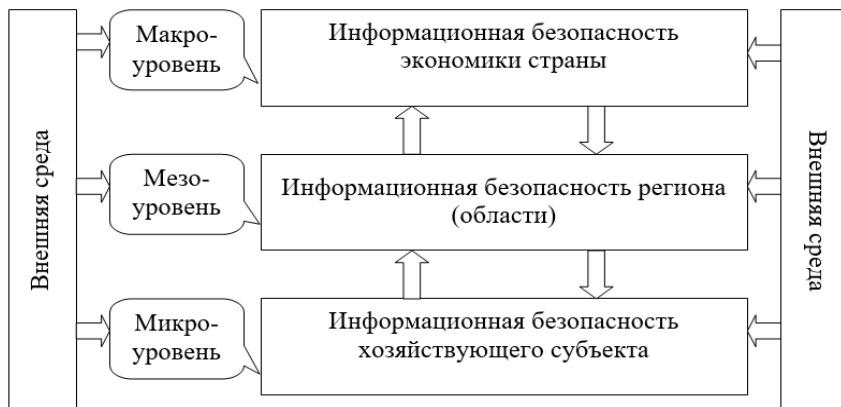 Внешняя среда
Макро-
уровень
Информационная безопасность
экономики страны
Мезо-
уровень
Информационная безопасность региона
(области)
Микро-
уровень
Информационная безопасность
хозяйствующего субъекта
Внешняя среда